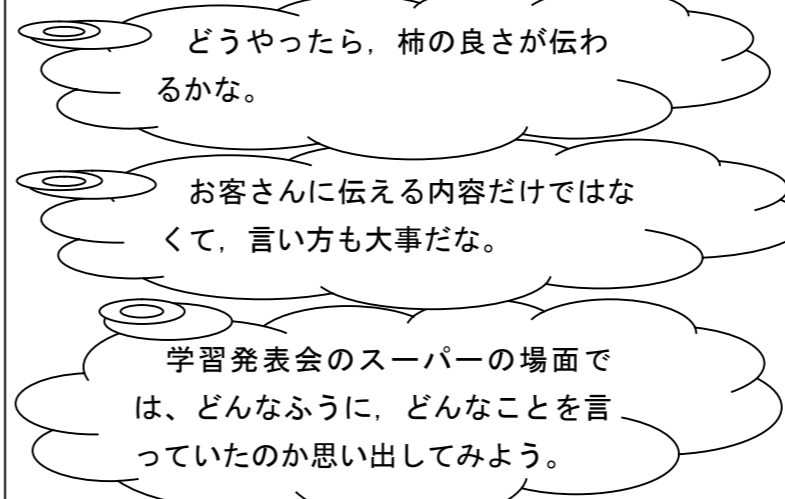 どうやったら，柿の良さが伝わ
るかな。
お客さんに伝える内容だけではな
くて，言い方も大事だな。
学習発表会のスーパーの場面で
は、どんなふうに，どんなことを言
っていたのか思い出してみよう。